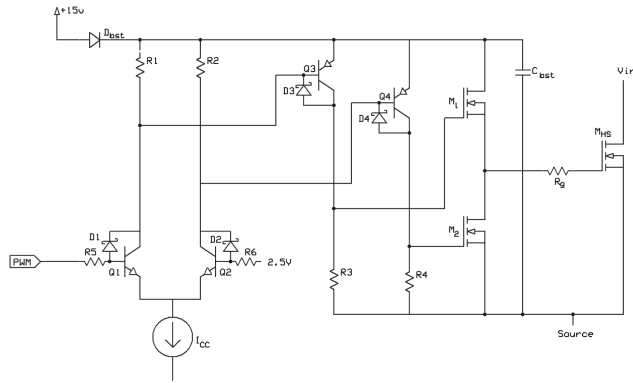 +15v
Dbst
R1
R2
Q3
D3
Q4
D4
M1
Cbst
Vin
MHS
Rg
M2
D1
D2
R5
R6
PWM
Q1
Q2
2.5V
R3
R4
Source
ICC